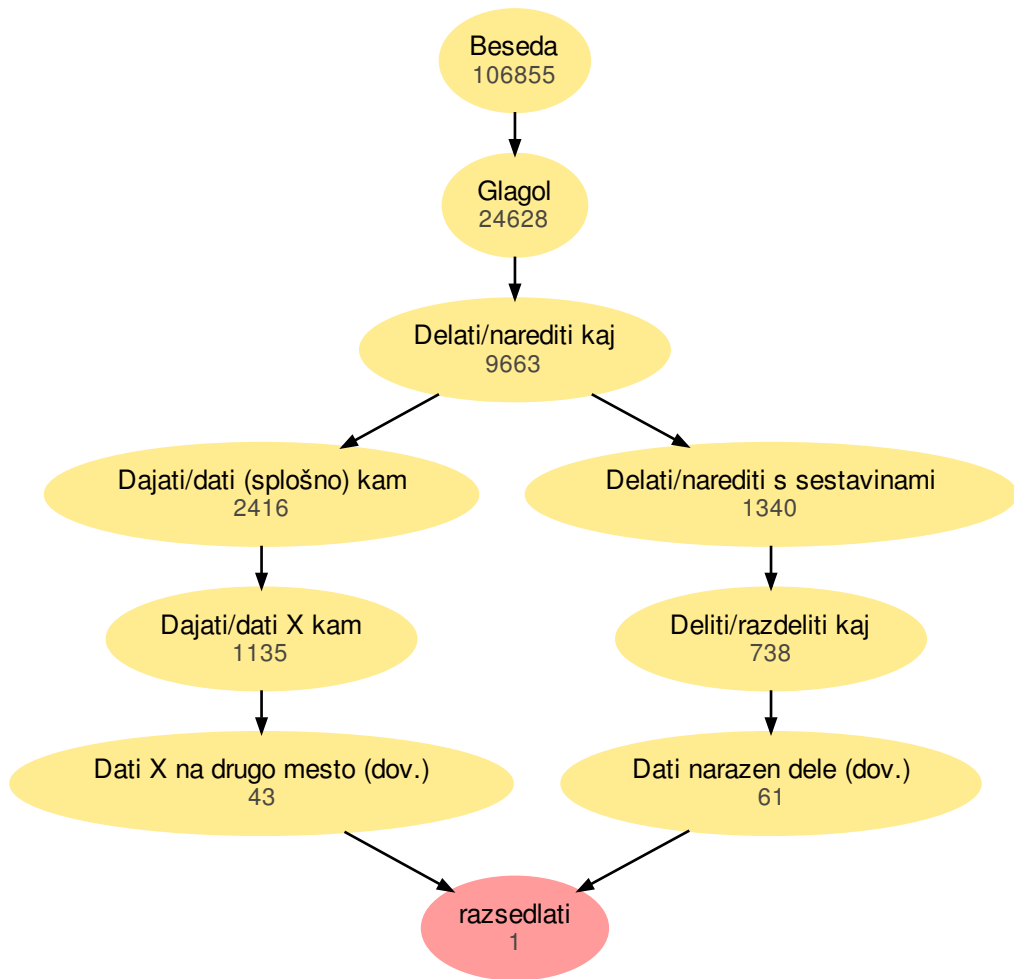 Beseda
106855
Glagol
24628
Delati/narediti kaj
9663
Dajati/dati (splošno) kam
2416
Delati/narediti s sestavinami
1340
Dajati/dati X kam
1135
Deliti/razdeliti kaj
738
Dati X na drugo mesto (dov.)
43
Dati narazen dele (dov.)
61
razsedlati
1